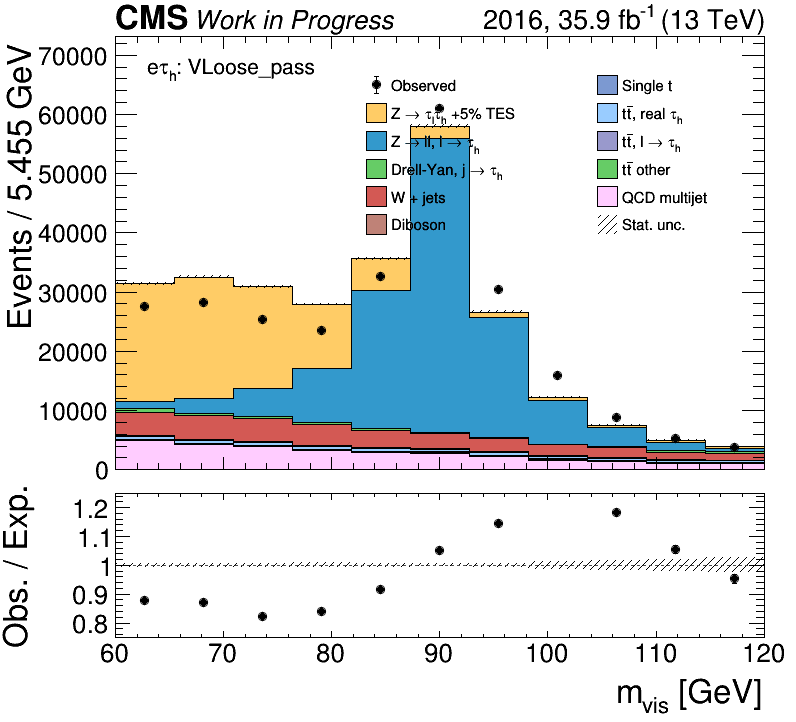 CMS Work in Progress 2016, 35.9 fb⁻¹ (13 TeV)
eτₕ: VLoose_pass
Observed
Z → τₗτₕ +5% TES
Z → ll, l → τₕ
Drell-Yan, j → τₕ
W + jets
Diboson
Single t
tt̄, real τₕ
tt̄, l → τₕ
tt̄ other
QCD multijet
Stat. unc.
Events / 5.455 GeV
70000
60000
50000
40000
30000
20000
10000
0
Obs. / Exp.
1.2
1.1
1
0.9
0.8
60 70 80 90 100 110 120
m_vis [GeV]